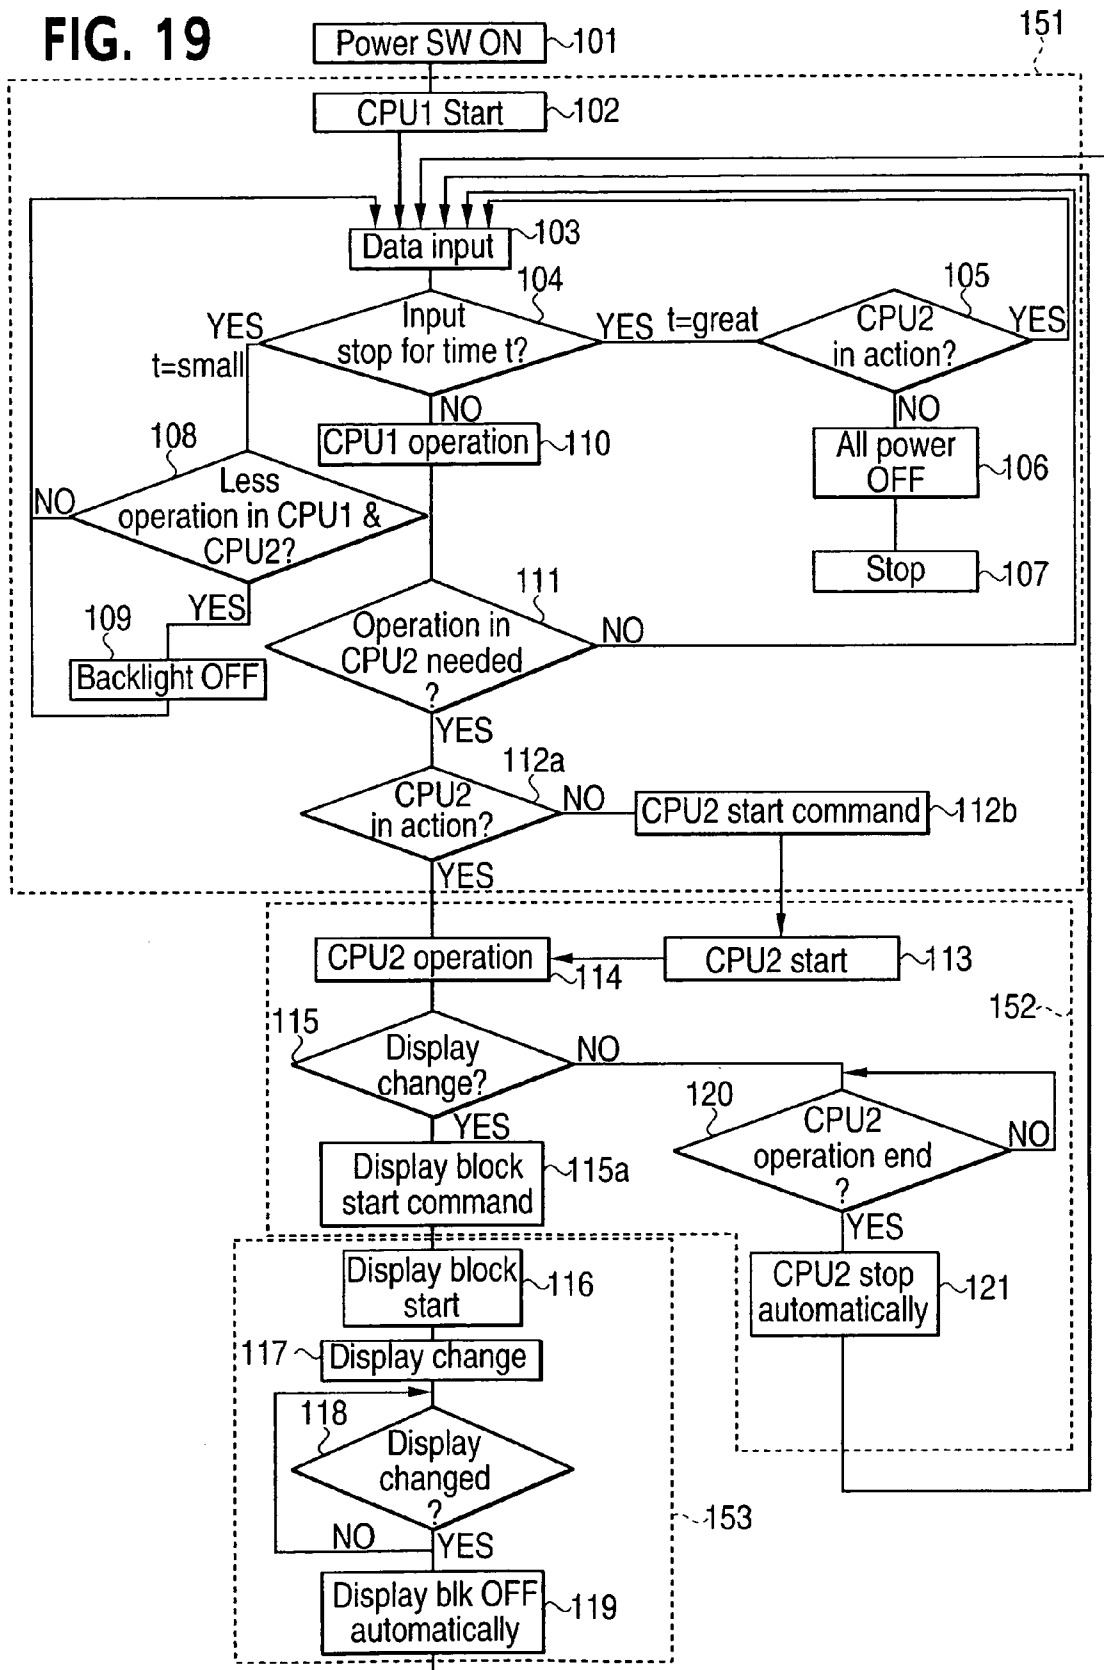 FIG. 19
151
Power SW ON
101
CPU1 Start
102
Data input
103
104
105
YES
t=small
Input
stop for time t?
YES t=great
CPU2
in action?
YES
NO
NO
108
CPU1 operation
110
All power
OFF
106
NO
Less
operation in CPU1 &
CPU2?
Stop
107
YES
109
111
Operation in
CPU2 needed
?
NO
Backlight OFF
YES
112a
CPU2
in action?
NO
CPU2 start command
112b
YES
CPU2 operation
114
CPU2 start
113
152
115
Display
change?
NO
120
CPU2
operation end
?
NO
YES
Display block
start command
115a
YES
Display block
start
116
CPU2 stop
automatically
121
117
Display change
118
Display
changed
?
153
NO
YES
Display blk OFF
automatically
119